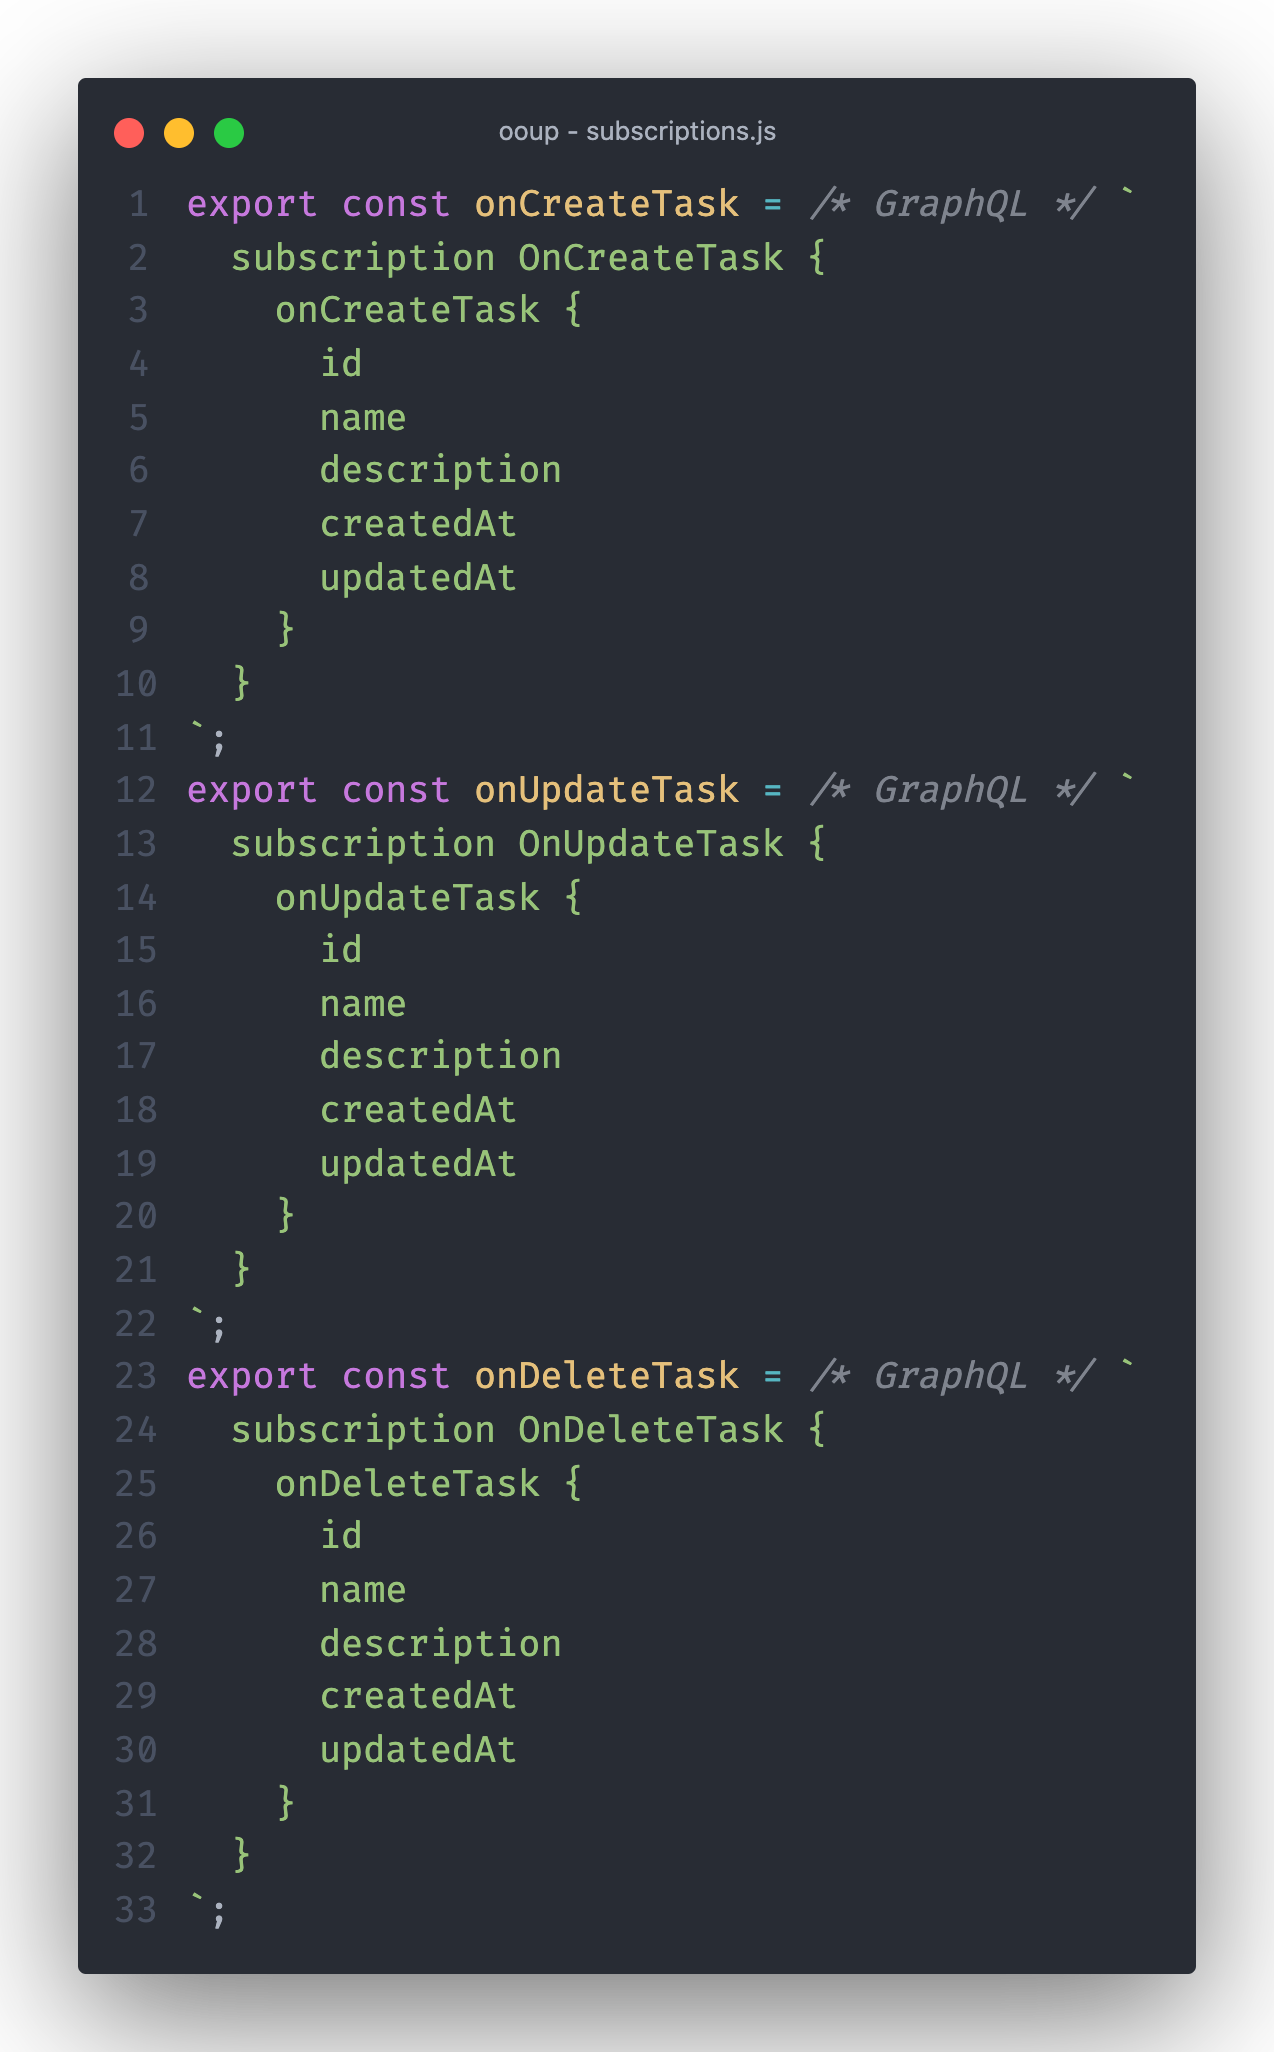 ooup - subscriptions.js
1 export const onCreateTask = /* GraphQL */ `
2   subscription OnCreateTask {
3     onCreateTask {
4       id
5       name
6       description
7       createdAt
8       updatedAt
9     }
10   }
11 `;
12 export const onUpdateTask = /* GraphQL */ `
13   subscription OnUpdateTask {
14     onUpdateTask {
15       id
16       name
17       description
18       createdAt
19       updatedAt
20     }
21   }
22 `;
23 export const onDeleteTask = /* GraphQL */ `
24   subscription OnDeleteTask {
25     onDeleteTask {
26       id
27       name
28       description
29       createdAt
30       updatedAt
31     }
32   }
33 `;